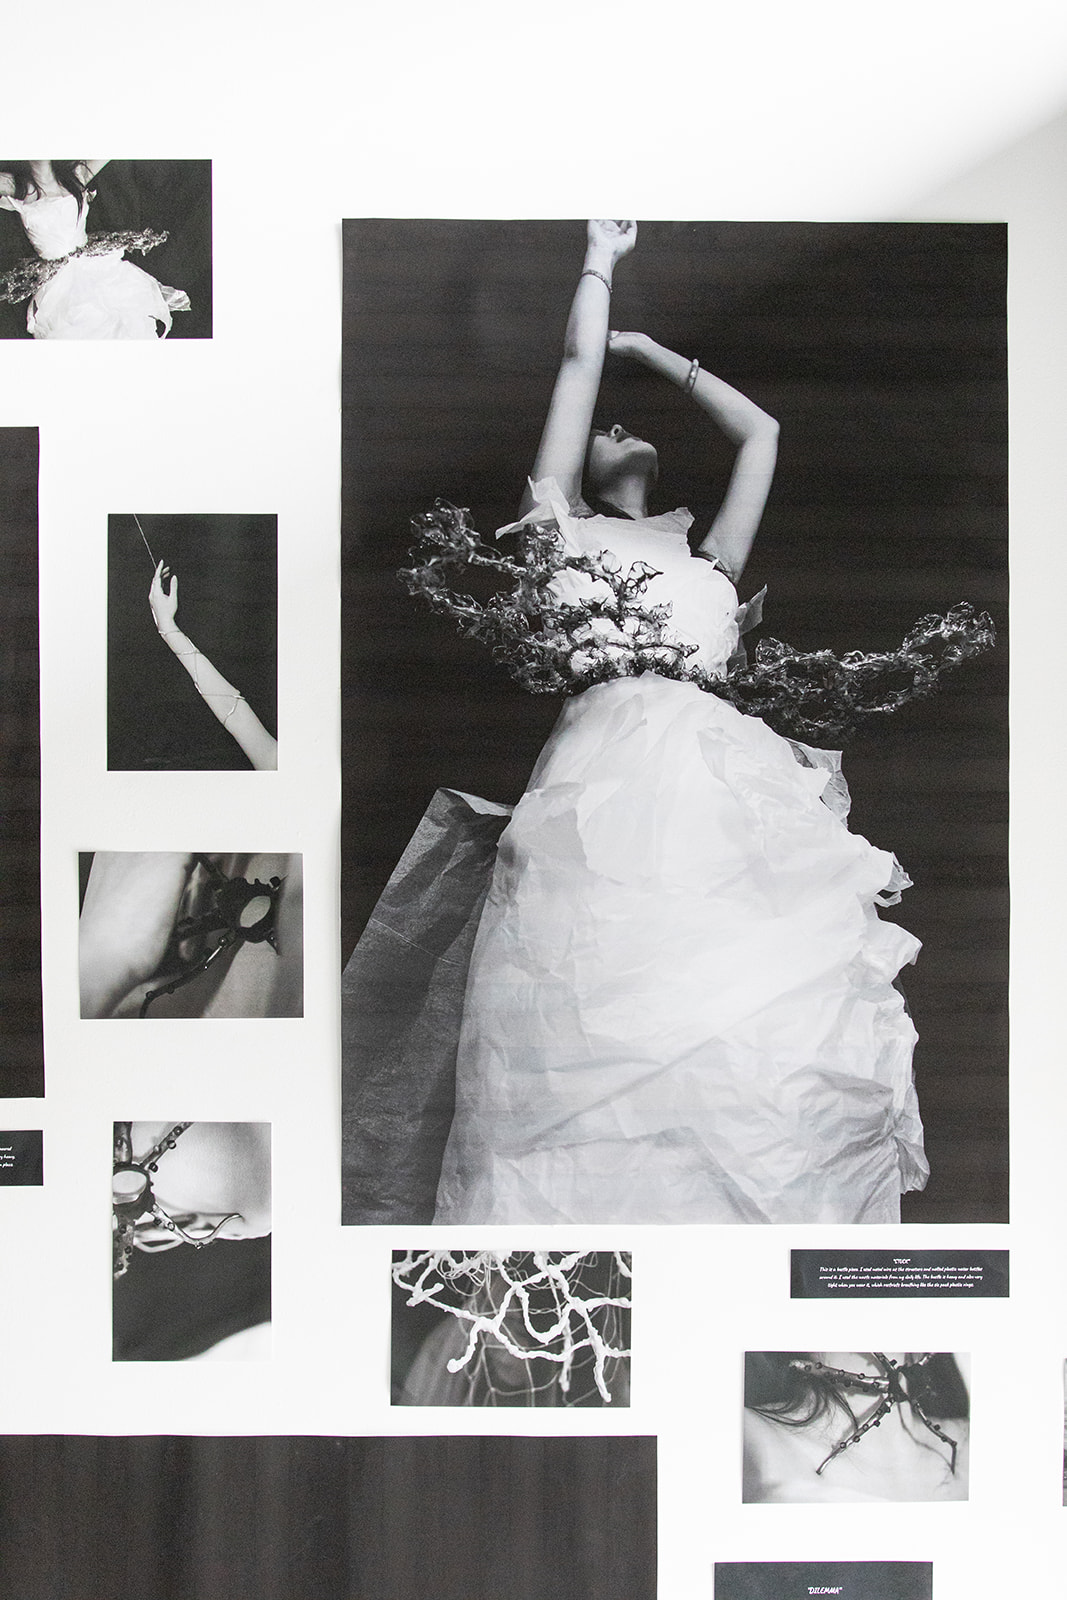 "STUCK"
This is a bustle piece. I used metal wire as the structure and melted plastic water bottles
around it. I used the waste materials from my daily life. The bustle is heavy and also very
tight when you wear it, which restricts breathing like the six pack plastic rings.
"DILEMMA"